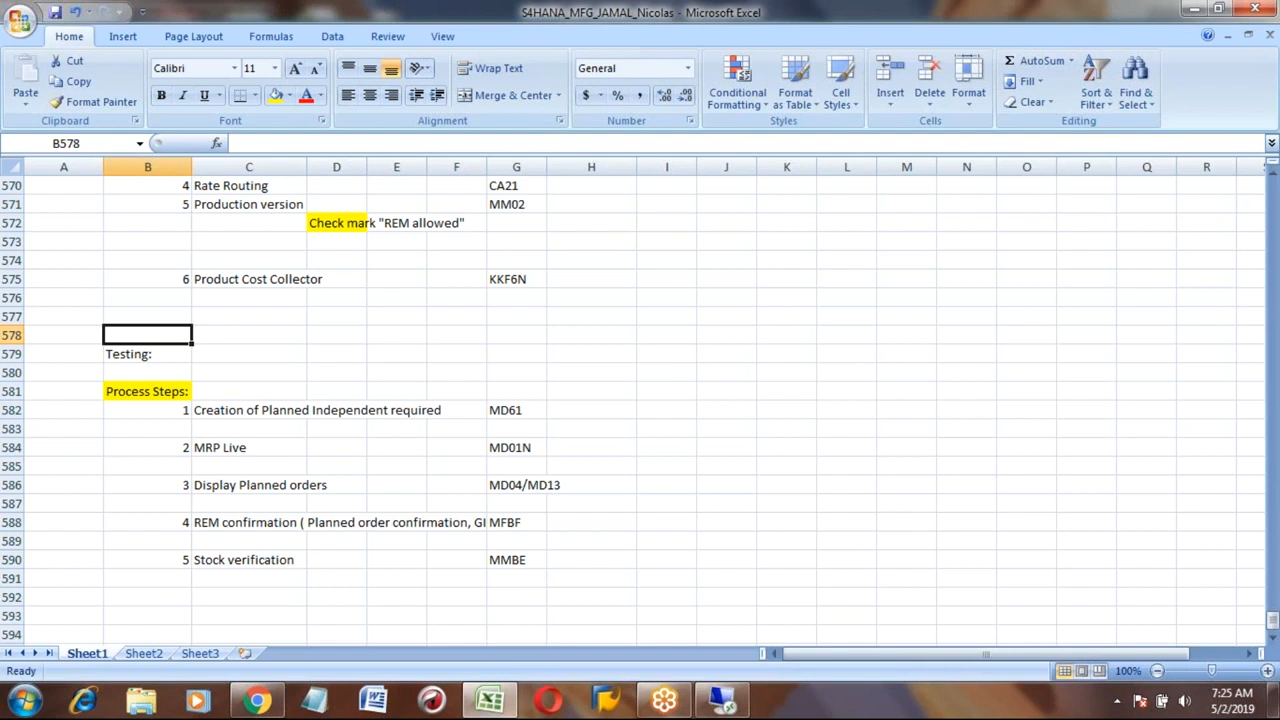 S4HANA_MFG_JAMAL_Nicolas - Microsoft Excel
Home Insert Page Layout Formulas Data Review View
Paste Cut Copy Format Painter Clipboard
Calibri 11 A A B I U A Font
Wrap Text Merge & Center Alignment
General $ % , Number
Conditional Formatting Format as Table Cell Styles Styles
Insert Delete Format Cells
Σ AutoSum Fill Clear Sort & Filter Find & Select Editing
B578 fx
A B C D E F G H I J K L M N O P Q R
570 4 Rate Routing CA21
571 5 Production version MM02
572 Check mark "REM allowed"
573
574
575 6 Product Cost Collector KKF6N
576
577
578
579 Testing:
580
581 Process Steps:
582 1 Creation of Planned Independent required MD61
583
584 2 MRP Live MD01N
585
586 3 Display Planned orders MD04/MD13
587
588 4 REM confirmation ( Planned order confirmation, GI MFBF
589
590 5 Stock verification MMBE
591
592
593
594
Sheet1 Sheet2 Sheet3
Ready 100%
7:25 AM
5/2/2019